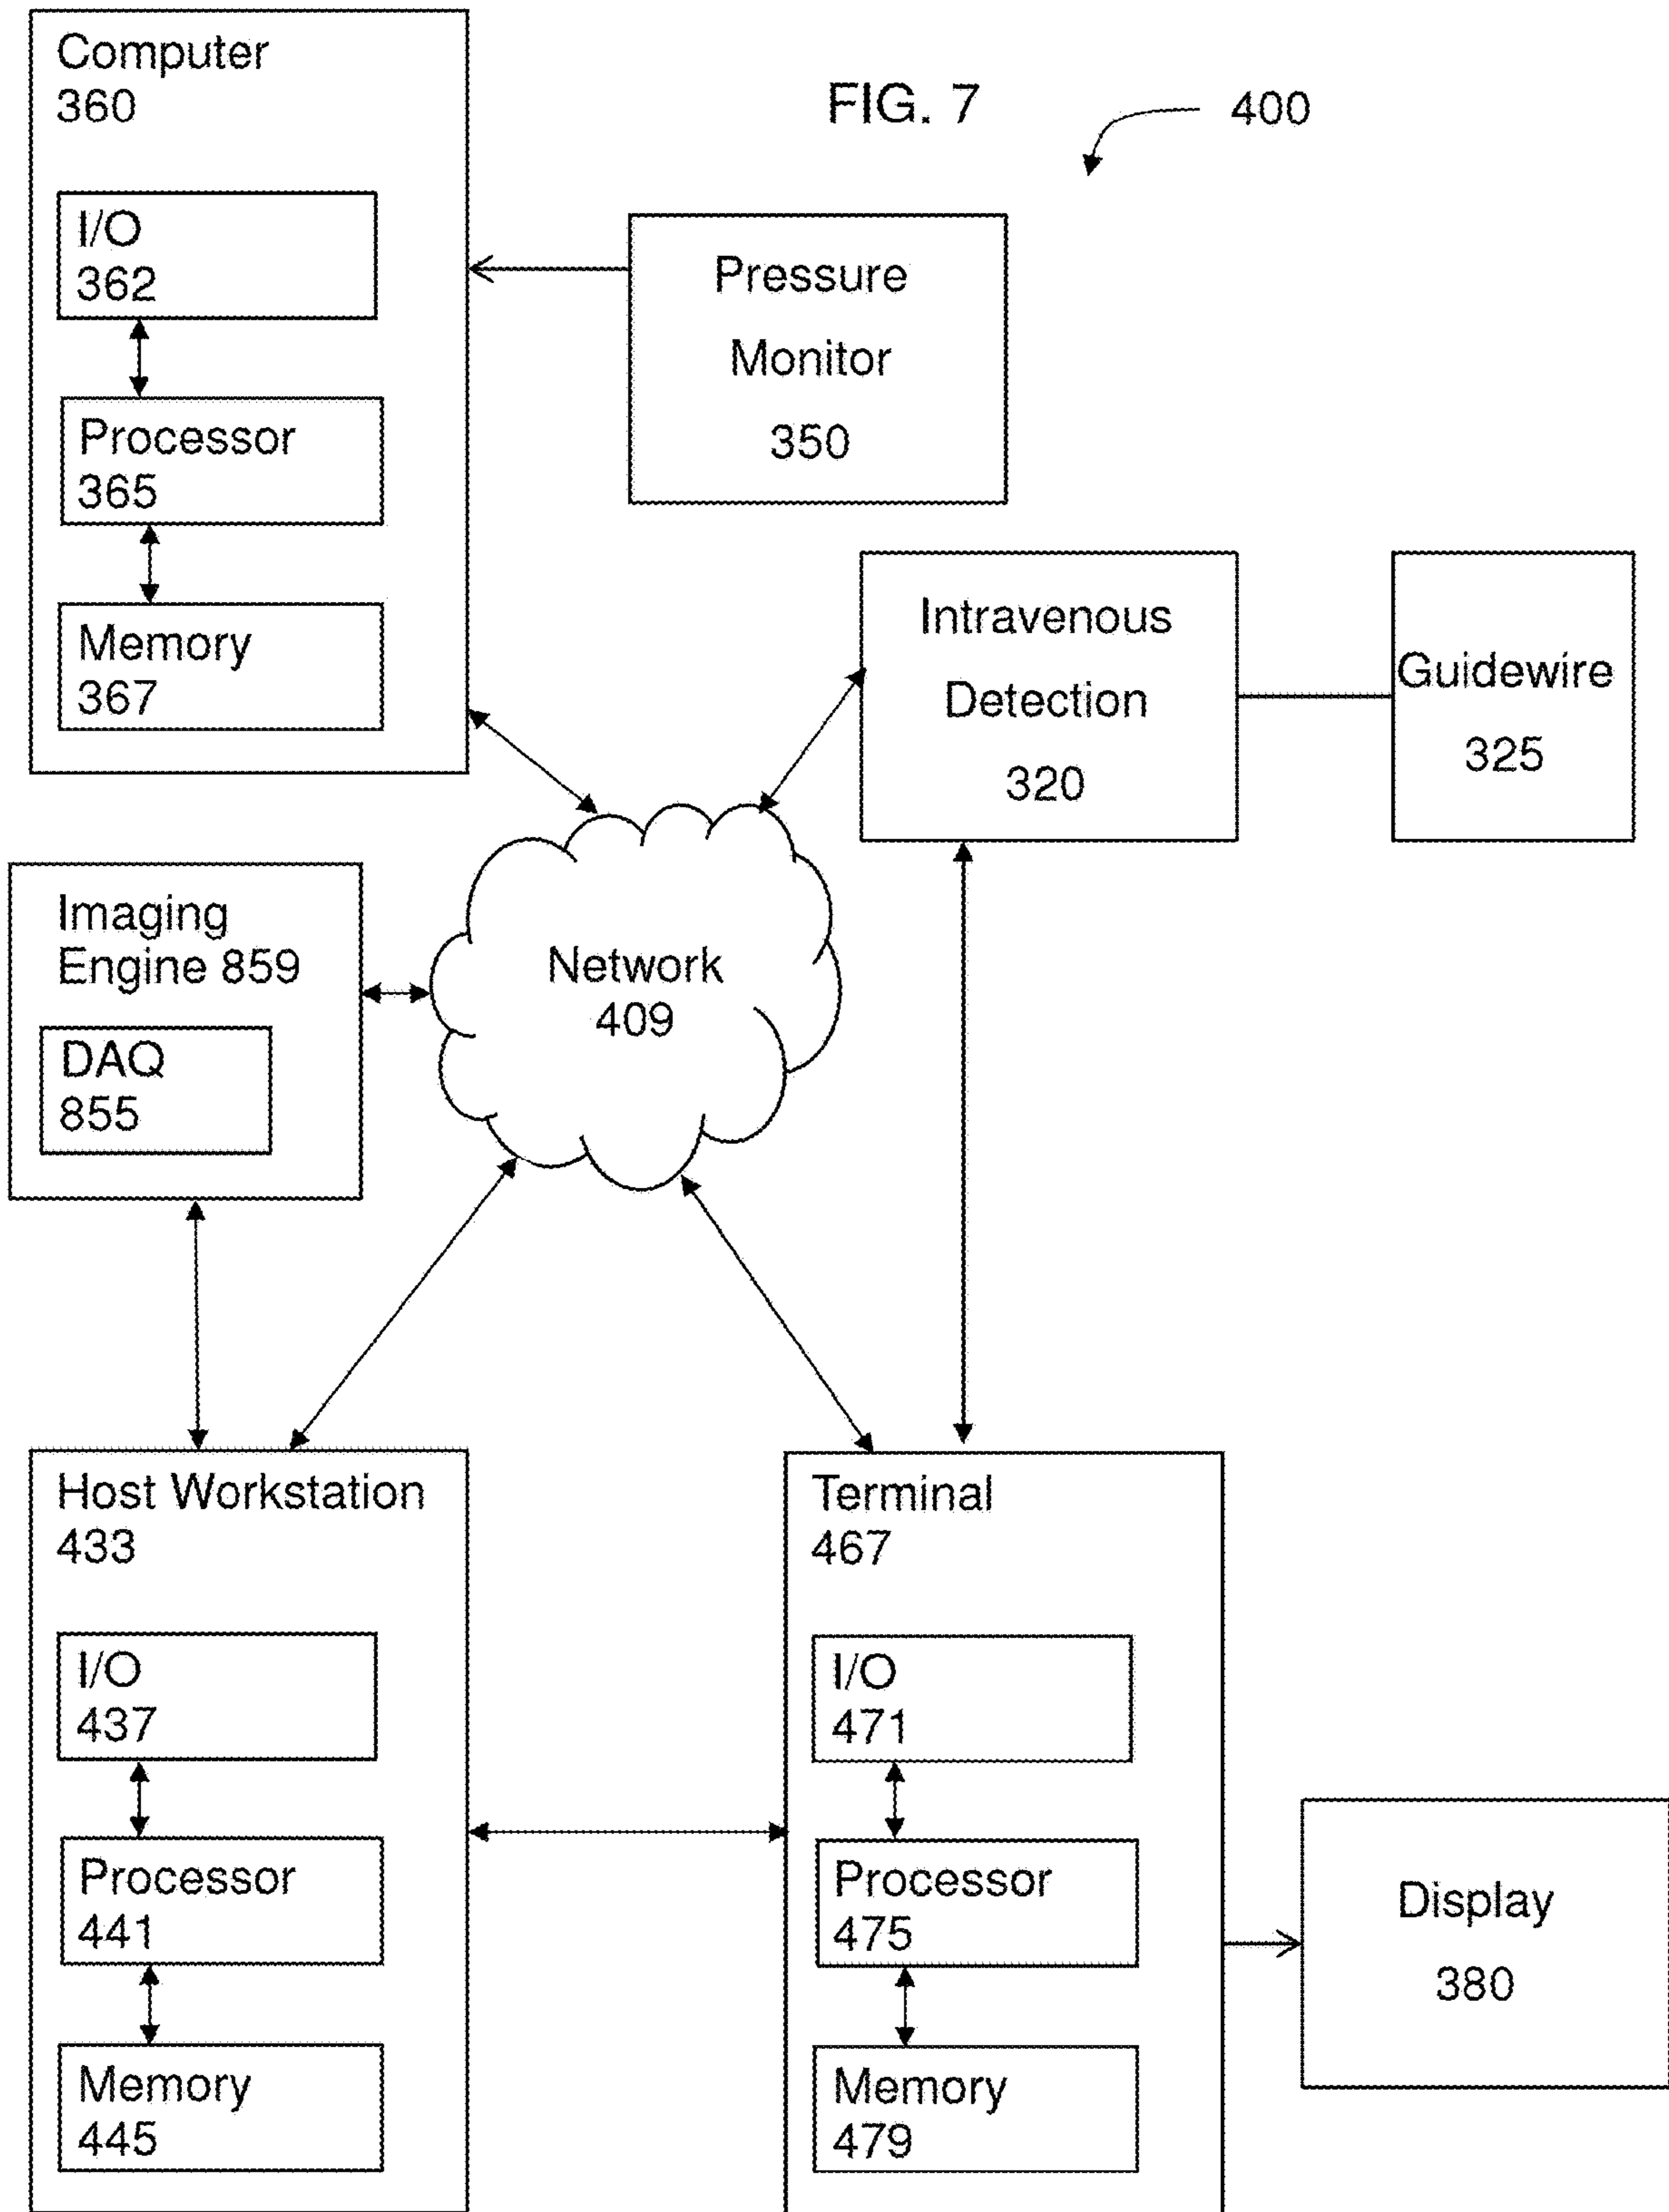 Computer
360
FIG. 7
400
I/O
362
Processor
365
Memory
367
Pressure
Monitor
350
Intravenous
Detection
320
Guidewire
325
Imaging
Engine 859
DAQ
855
Network
409
Host Workstation
433
I/O
437
Processor
441
Memory
445
Terminal
467
I/O
471
Processor
475
Memory
479
Display
380